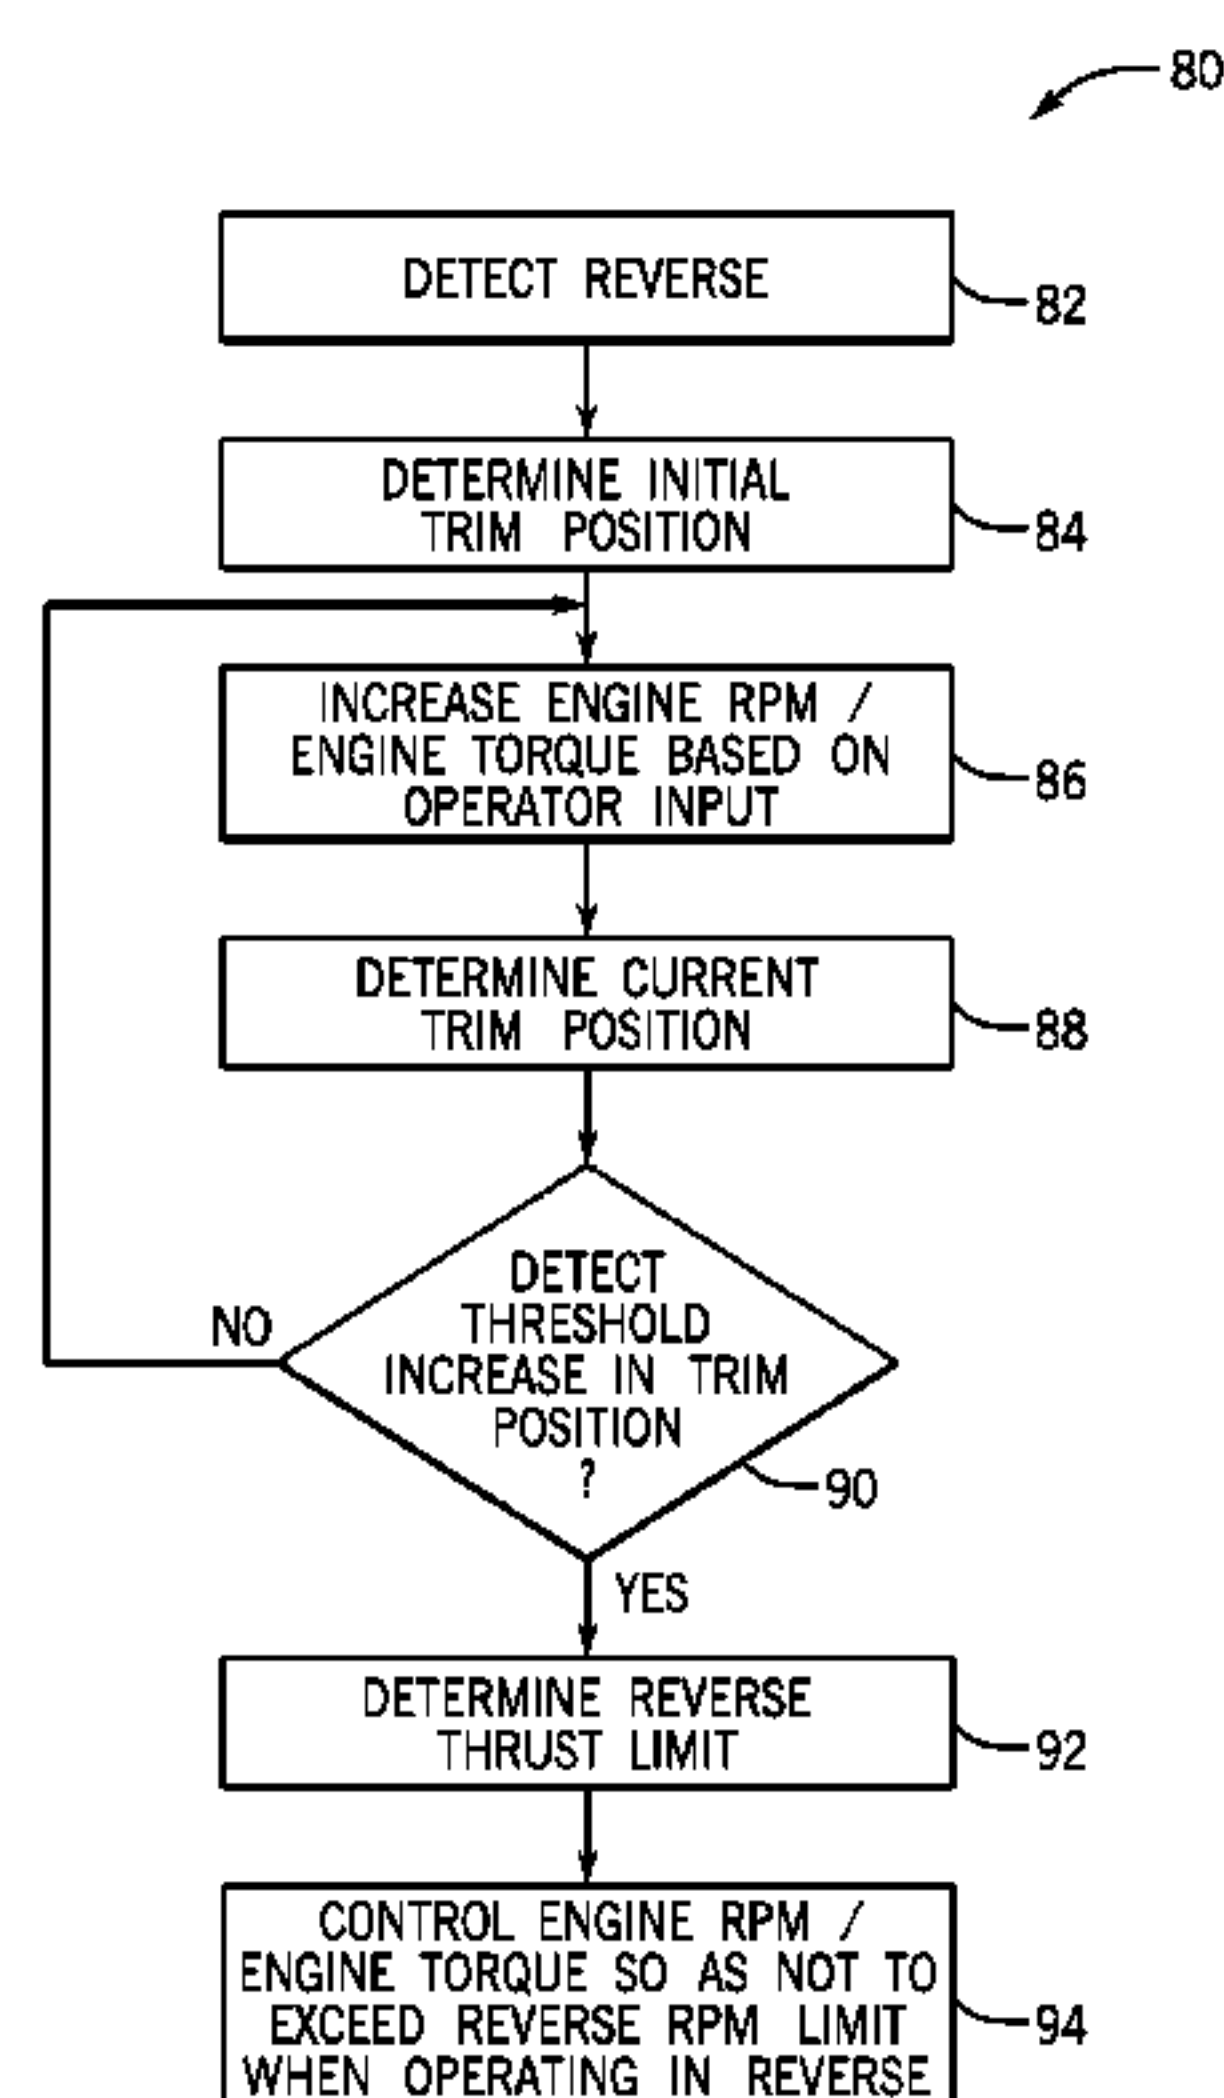 80
DETECT REVERSE
82
DETERMINE INITIAL
TRIM POSITION
84
INCREASE ENGINE RPM /
ENGINE TORQUE BASED ON
OPERATOR INPUT
86
DETERMINE CURRENT
TRIM POSITION
88
DETECT
THRESHOLD
INCREASE IN TRIM
POSITION
?
NO
90
YES
DETERMINE REVERSE
THRUST LIMIT
92
CONTROL ENGINE RPM /
ENGINE TORQUE SO AS NOT TO
EXCEED REVERSE RPM LIMIT
WHEN OPERATING IN REVERSE
94